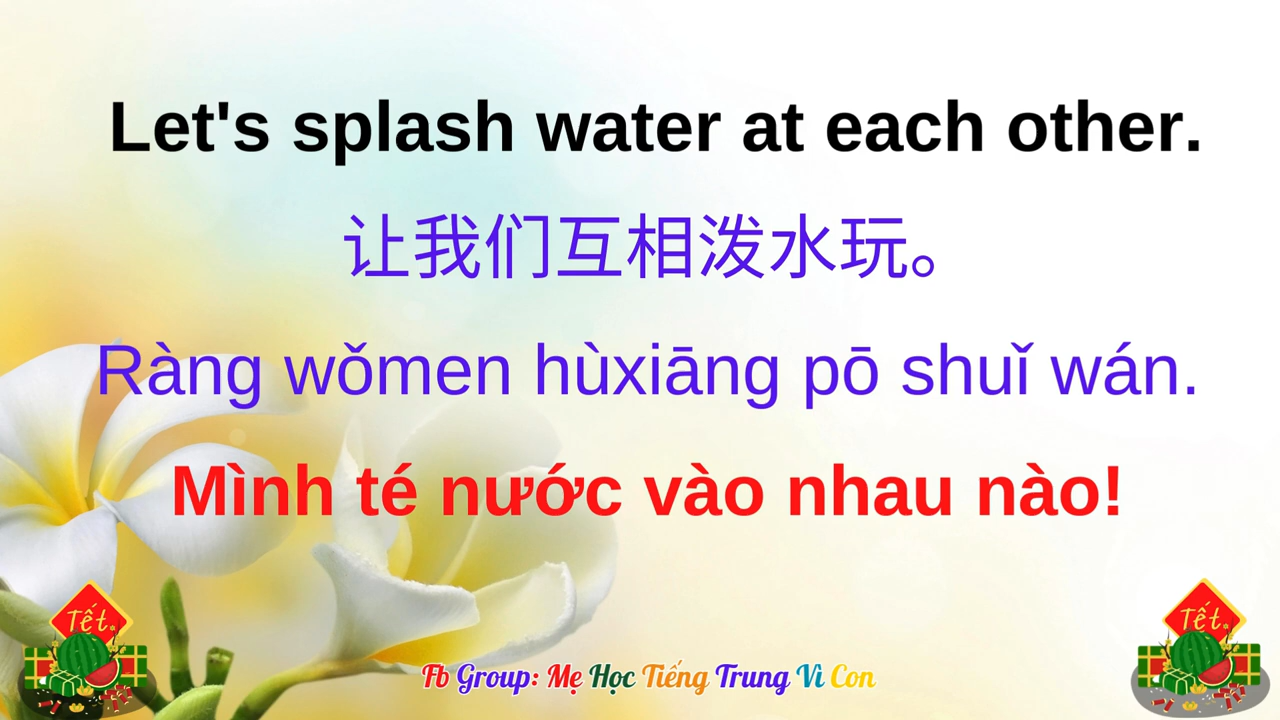 Let's splash water at each other.
让我们互相泼水玩。
Ràng wǒmen hùxiāng pō shuǐ wán.
Mình té nước vào nhau nào!
Tết
Tết
Fb Group: Mẹ Học Tiếng Trung Vì Con